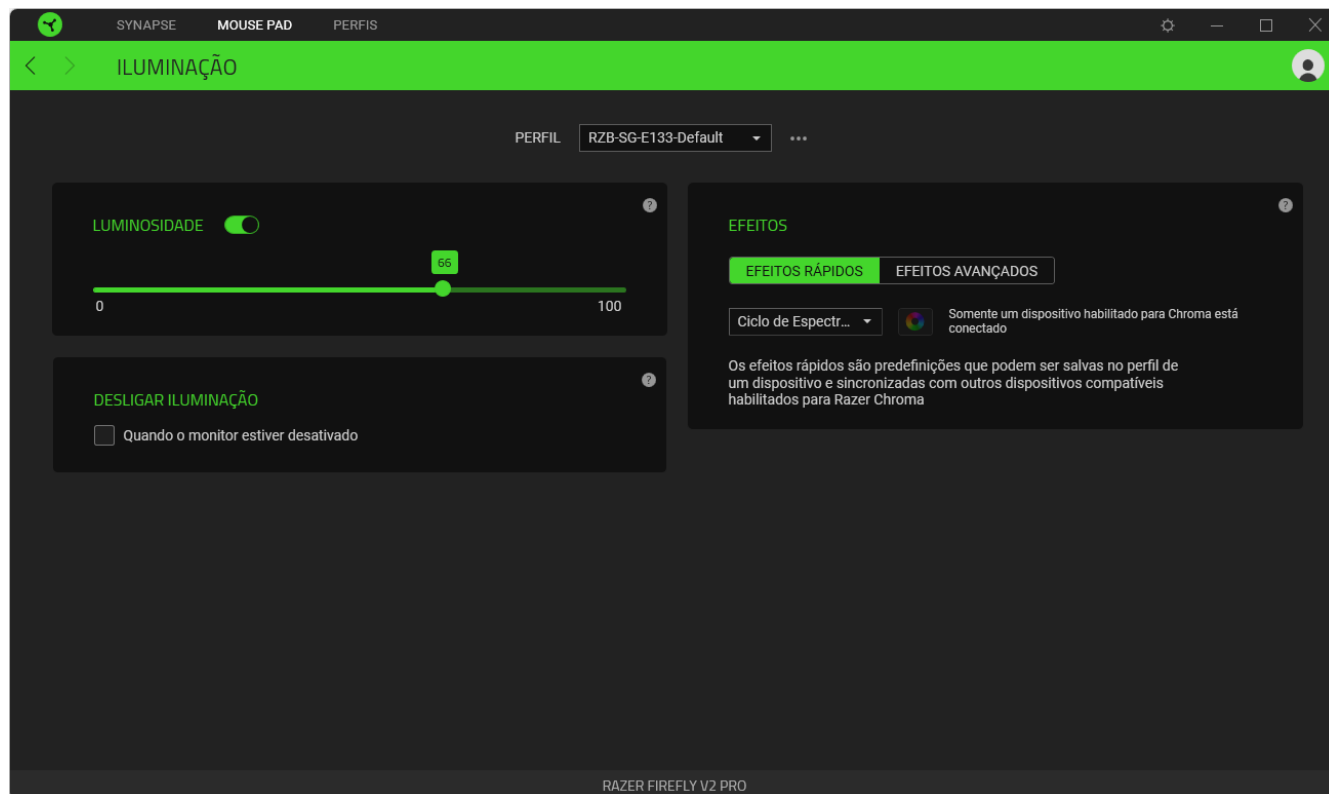 SYNAPSE MOUSE PAD PERFIS
ILUMINAÇÃO
PERFIL RZB-SG-E133-Default
LUMINOSIDADE
66
0 100
DESLIGAR ILUMINAÇÃO
Quando o monitor estiver desativado
EFEITOS
EFEITOS RÁPIDOS EFEITOS AVANÇADOS
Ciclo de Espectr...
Somente um dispositivo habilitado para Chroma está
conectado
Os efeitos rápidos são predefinições que podem ser salvas no perfil de
um dispositivo e sincronizadas com outros dispositivos compatíveis
habilitados para Razer Chroma
RAZER FIREFLY V2 PRO